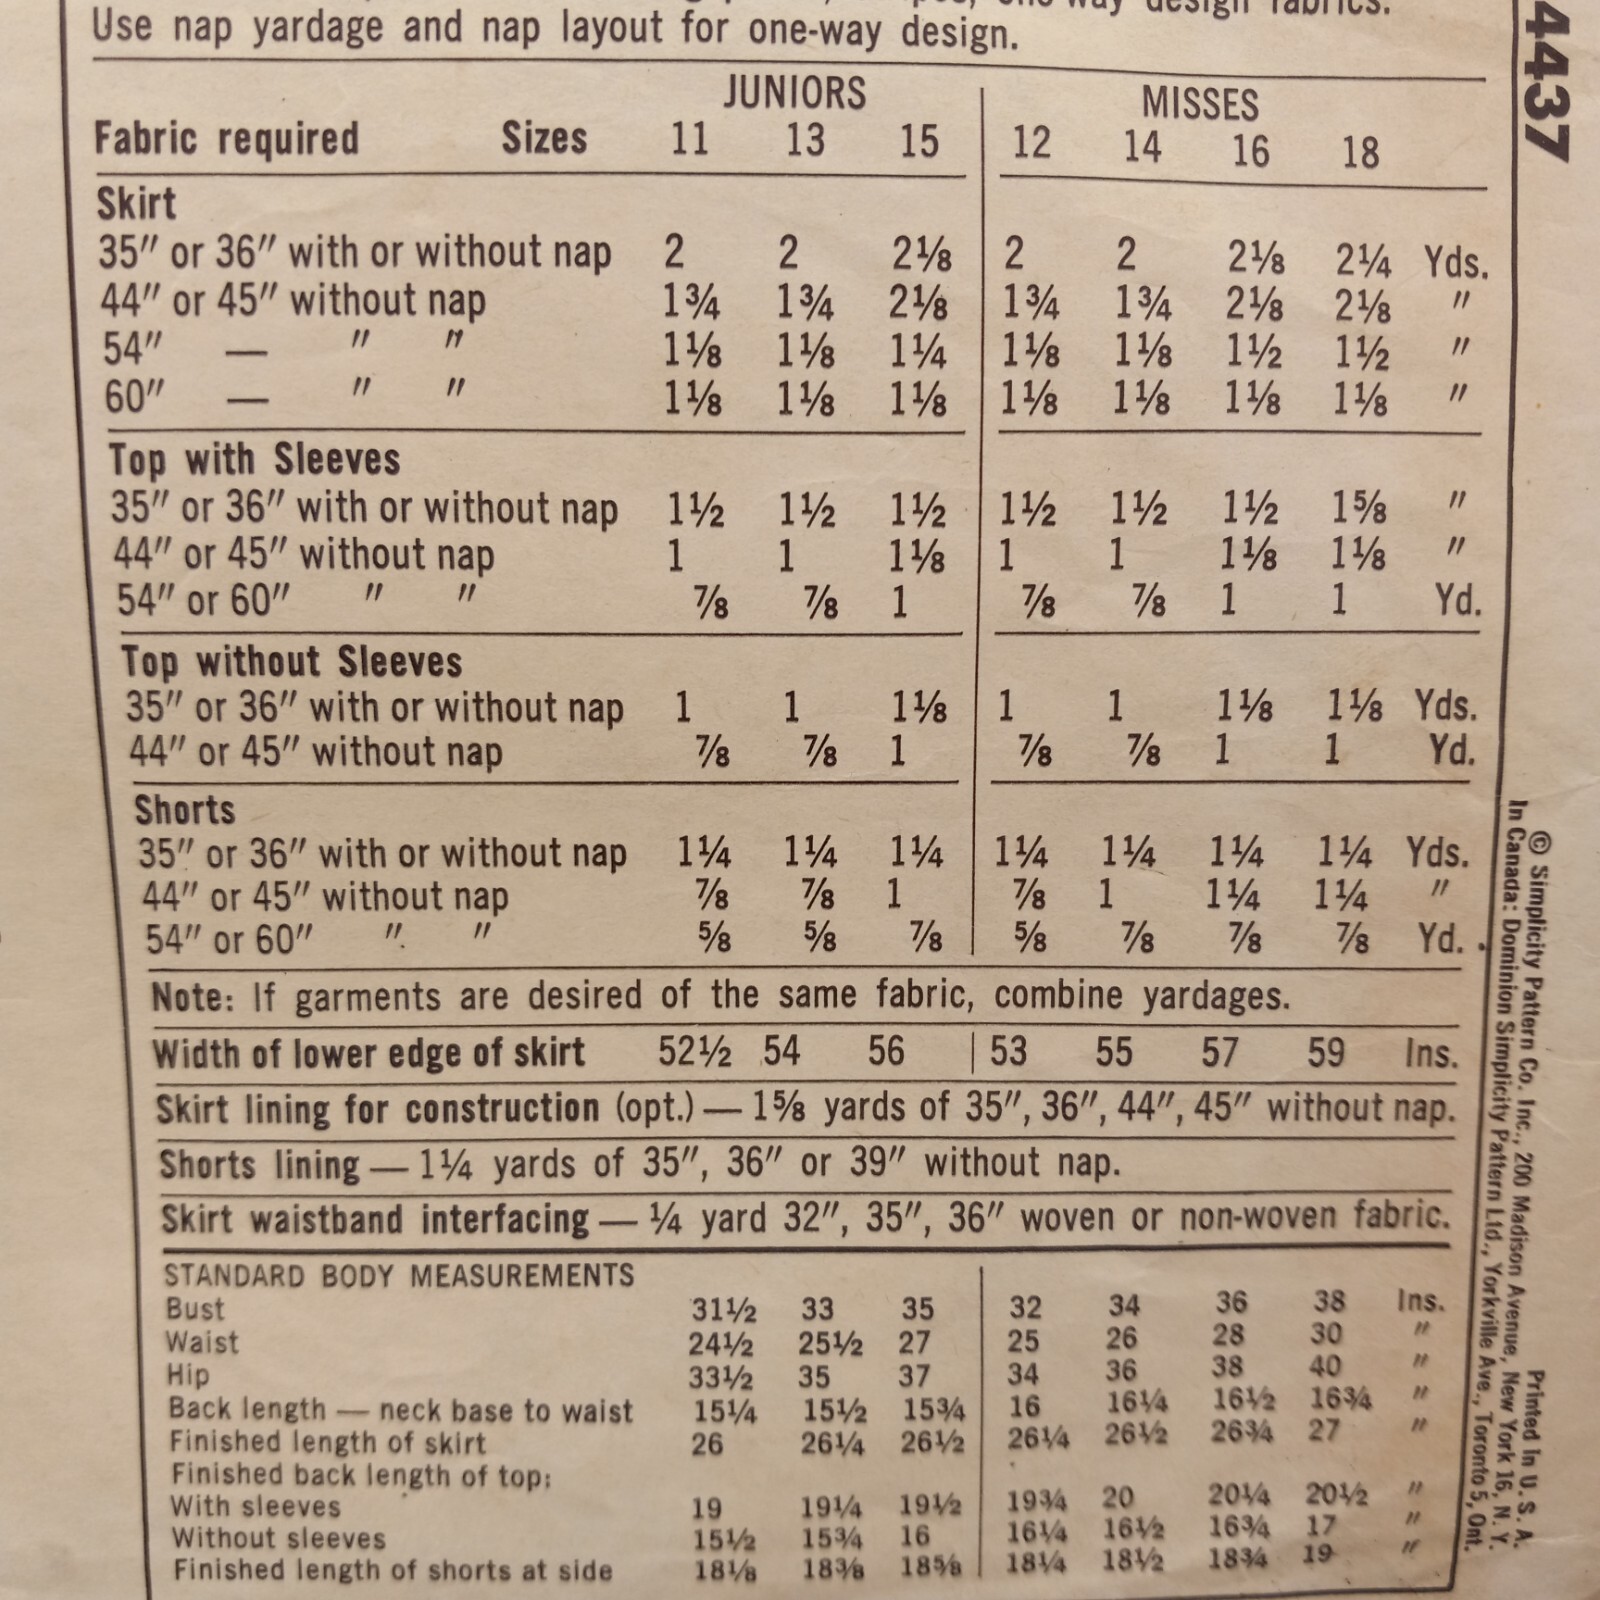 one-way design fabrics.
Use nap yardage and nap layout for one-way design.
JUNIORS MISSES
Fabric required Sizes 11 13 15 12 14 16 18
Skirt
35" or 36" with or without nap 2 2 2⅛ 2 2 2⅛ 2¼ Yds.
44" or 45" without nap 1¾ 1¾ 2⅛ 1¾ 1¾ 2⅛ 2⅛ "
54" — " " 1⅛ 1⅛ 1¼ 1⅛ 1⅛ 1½ 1½ "
60" — " " 1⅛ 1⅛ 1⅛ 1⅛ 1⅛ 1⅛ 1⅛ "
Top with Sleeves
35" or 36" with or without nap 1½ 1½ 1½ 1½ 1½ 1½ 1⅝ "
44" or 45" without nap 1 1 1⅛ 1 1 1⅛ 1⅛ "
54" or 60" " " ⅞ ⅞ 1 ⅞ ⅞ 1 1 Yd.
Top without Sleeves
35" or 36" with or without nap 1 1 1⅛ 1 1 1⅛ 1⅛ Yds.
44" or 45" without nap ⅞ ⅞ 1 ⅞ ⅞ 1 1 Yd.
Shorts
35" or 36" with or without nap 1¼ 1¼ 1¼ 1¼ 1¼ 1¼ 1¼ Yds.
44" or 45" without nap ⅞ ⅞ 1 ⅞ 1 1¼ 1¼ "
54" or 60" " " ⅝ ⅝ ⅞ ⅝ ⅞ ⅞ ⅞ Yd.
Note: If garments are desired of the same fabric, combine yardages.
Width of lower edge of skirt 52½ 54 56 53 55 57 59 Ins.
Skirt lining for construction (opt.) — 1⅝ yards of 35", 36", 44", 45" without nap.
Shorts lining — 1¼ yards of 35", 36" or 39" without nap.
Skirt waistband interfacing — ¼ yard 32", 35", 36" woven or non-woven fabric.
STANDARD BODY MEASUREMENTS
Bust 31½ 33 35 32 34 36 38 Ins.
Waist 24½ 25½ 27 25 26 28 30 "
Hip 33½ 35 37 34 36 38 40 "
Back length — neck base to waist 15¼ 15½ 15¾ 16 16¼ 16½ 16¾ "
Finished length of skirt 26 26¼ 26½ 26¼ 26½ 26¾ 27 "
Finished back length of top:
With sleeves 19 19¼ 19½ 19¾ 20 20¼ 20½ "
Without sleeves 15½ 15¾ 16 16¼ 16½ 16¾ 17 "
Finished length of shorts at side 18⅛ 18⅜ 18⅝ 18¼ 18½ 18¾ 19 "
4437
© Simplicity Pattern Co. Inc., 200 Madison Avenue, New York 16, N. Y.
In Canada: Dominion Simplicity Pattern Ltd., Yorkville Ave., Toronto 5, Ont.
Printed in U. S. A.